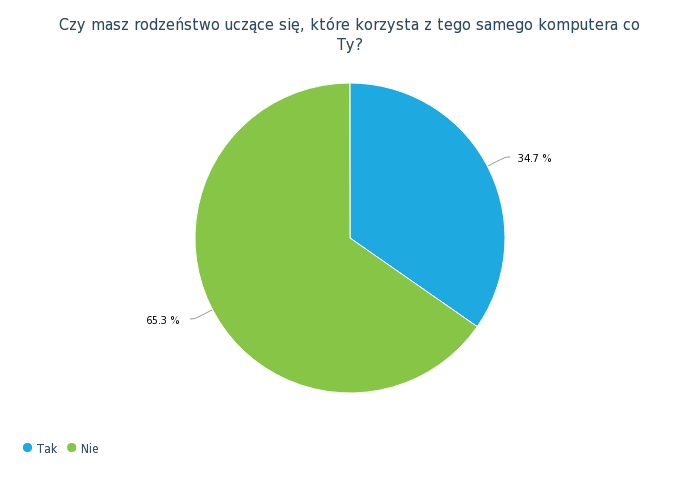 Czy masz rodzeństwo uczące się, które korzysta z tego samego komputera co
Ty?
34.7 %
65.3 %
Tak
Nie